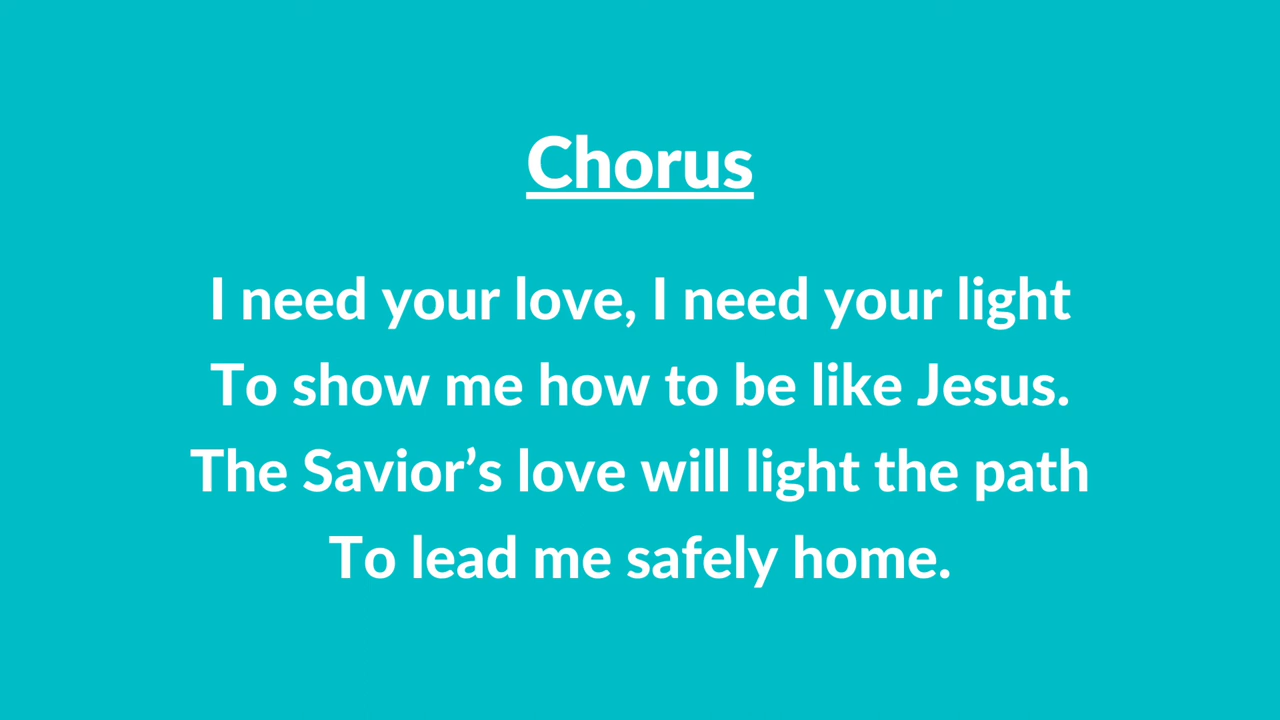 Chorus
I need your love, I need your light
To show me how to be like Jesus.
The Savior’s love will light the path
To lead me safely home.